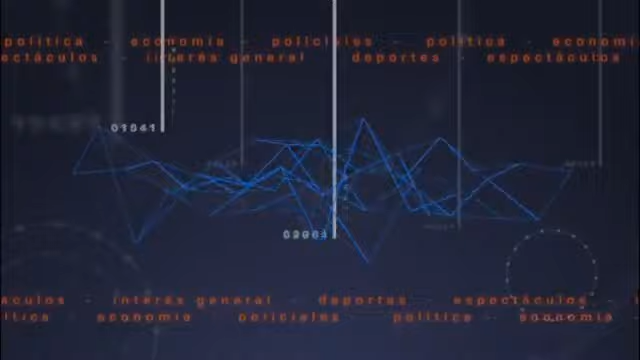 política - economía - policiales - política - economí
ectáculos - interés general - deportes - espectáculos
01041
áculos - interés general - deportes - espectáculos
ítica - economía - policiales - política - economía